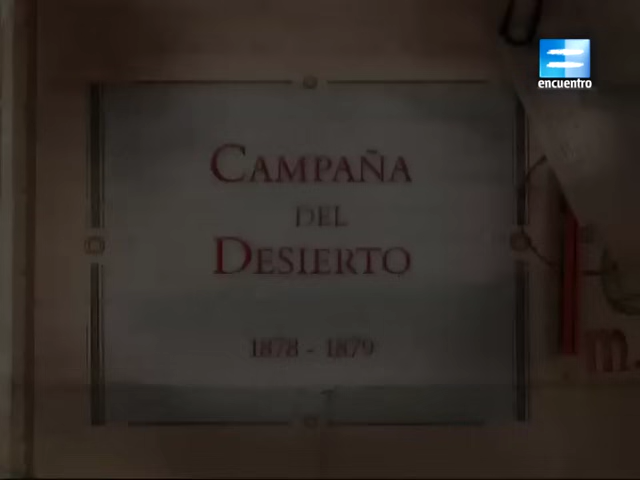 encuentro
CAMPAÑA
DEL
DESIERTO
1878 - 1879
m.